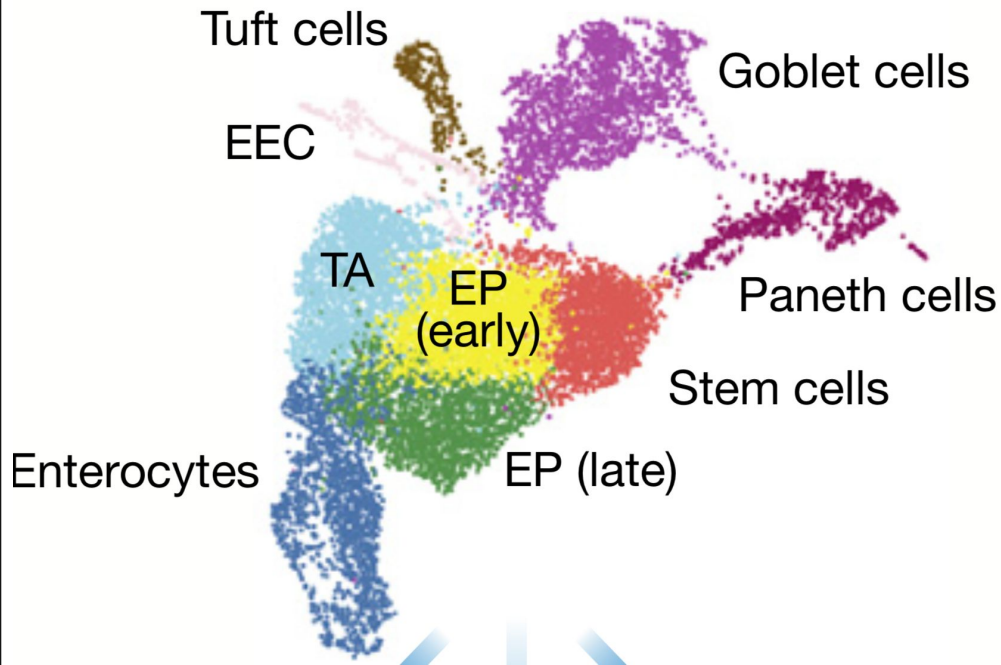 Tuft cells
Goblet cells
EEC
TA
EP
(early)
Paneth cells
Stem cells
Enterocytes
EP (late)